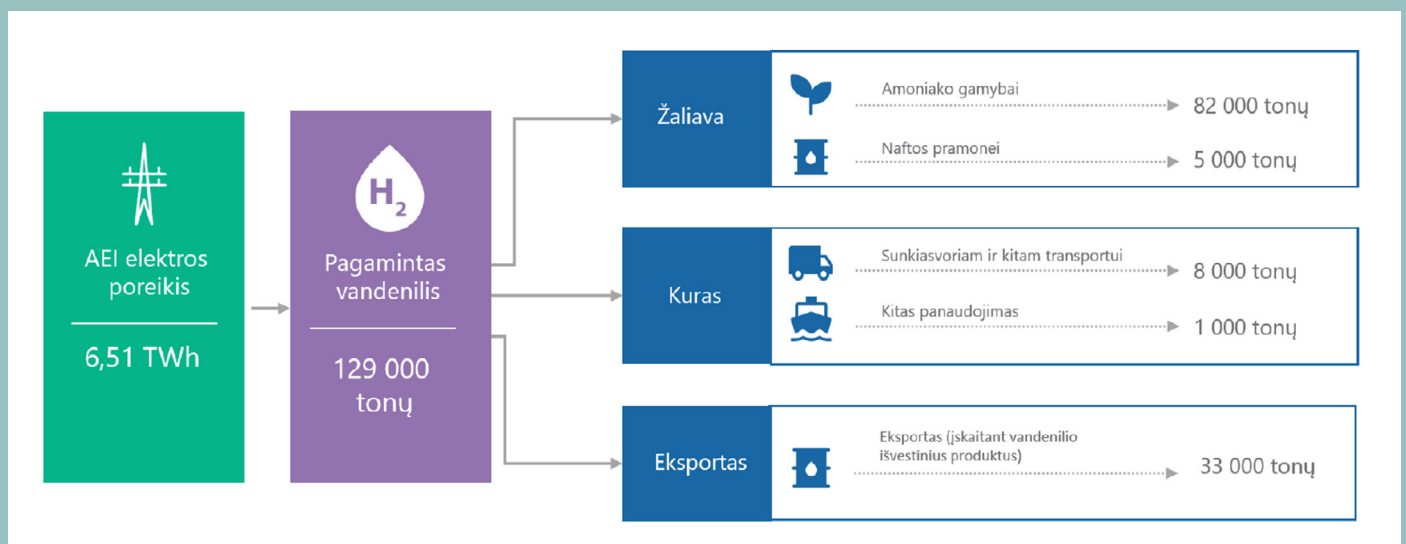 AEI elektros
poreikis
6,51 TWh
H2
Pagamintas
vandenilis
129 000
tonų
Žaliava
Amoniako gamybai
82 000 tonų
Naftos pramonei
5 000 tonų
Kuras
Sunkiasvoriam ir kitam transportui
8 000 tonų
Kitas panaudojimas
1 000 tonų
Eksportas
Eksportas (įskaitant vandenilio
išvestinius produktus)
33 000 tonų